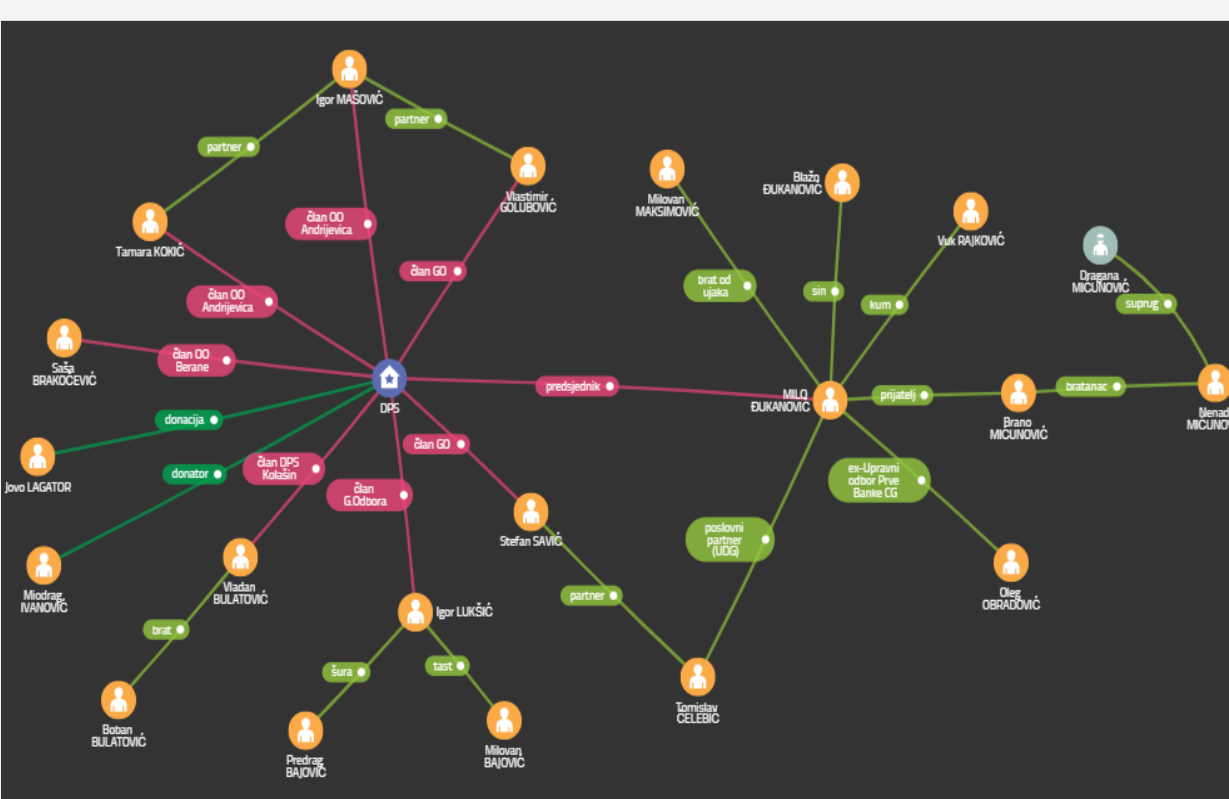 Igor MAŠOVIĆ
partner
partner
Vlastimir
GOLUBOVIĆ
Tamara KOKIĆ
član OO
Andrijevica
član GO
član OO
Andrijevica
Saša
BRAKOČEVIĆ
član OO
Berane
DPS
predsjednik
donacija
Jovo LAGATOR
donator
član DPS
Kolašin
član GO
član
G.Odbora
Miodrag
IVANOVIĆ
Vladan
BULATOVIĆ
Stefan SAVIĆ
brat
Boban
BULATOVIĆ
Igor LUKŠIĆ
šura
tast
Predrag
BAJOVIĆ
Milovan
BAJOVIĆ
partner
Tomislav
ČELEBIĆ
poslovni
partner
(UDG)
Milovan
MAKSIMOVIĆ
brat od
ujaka
Blažo
ĐUKANOVIĆ
sin
Vuk RAJKOVIĆ
kum
Dragana
MIĆUNOVIĆ
suprug
MILO
ĐUKANOVIĆ
prijatelj
Brano
MIĆUNOVIĆ
bratanac
Nenad
MIĆUNO
ex-Upravni
odbor Prve
Banke CG
Oleg
OBRADOVIĆ